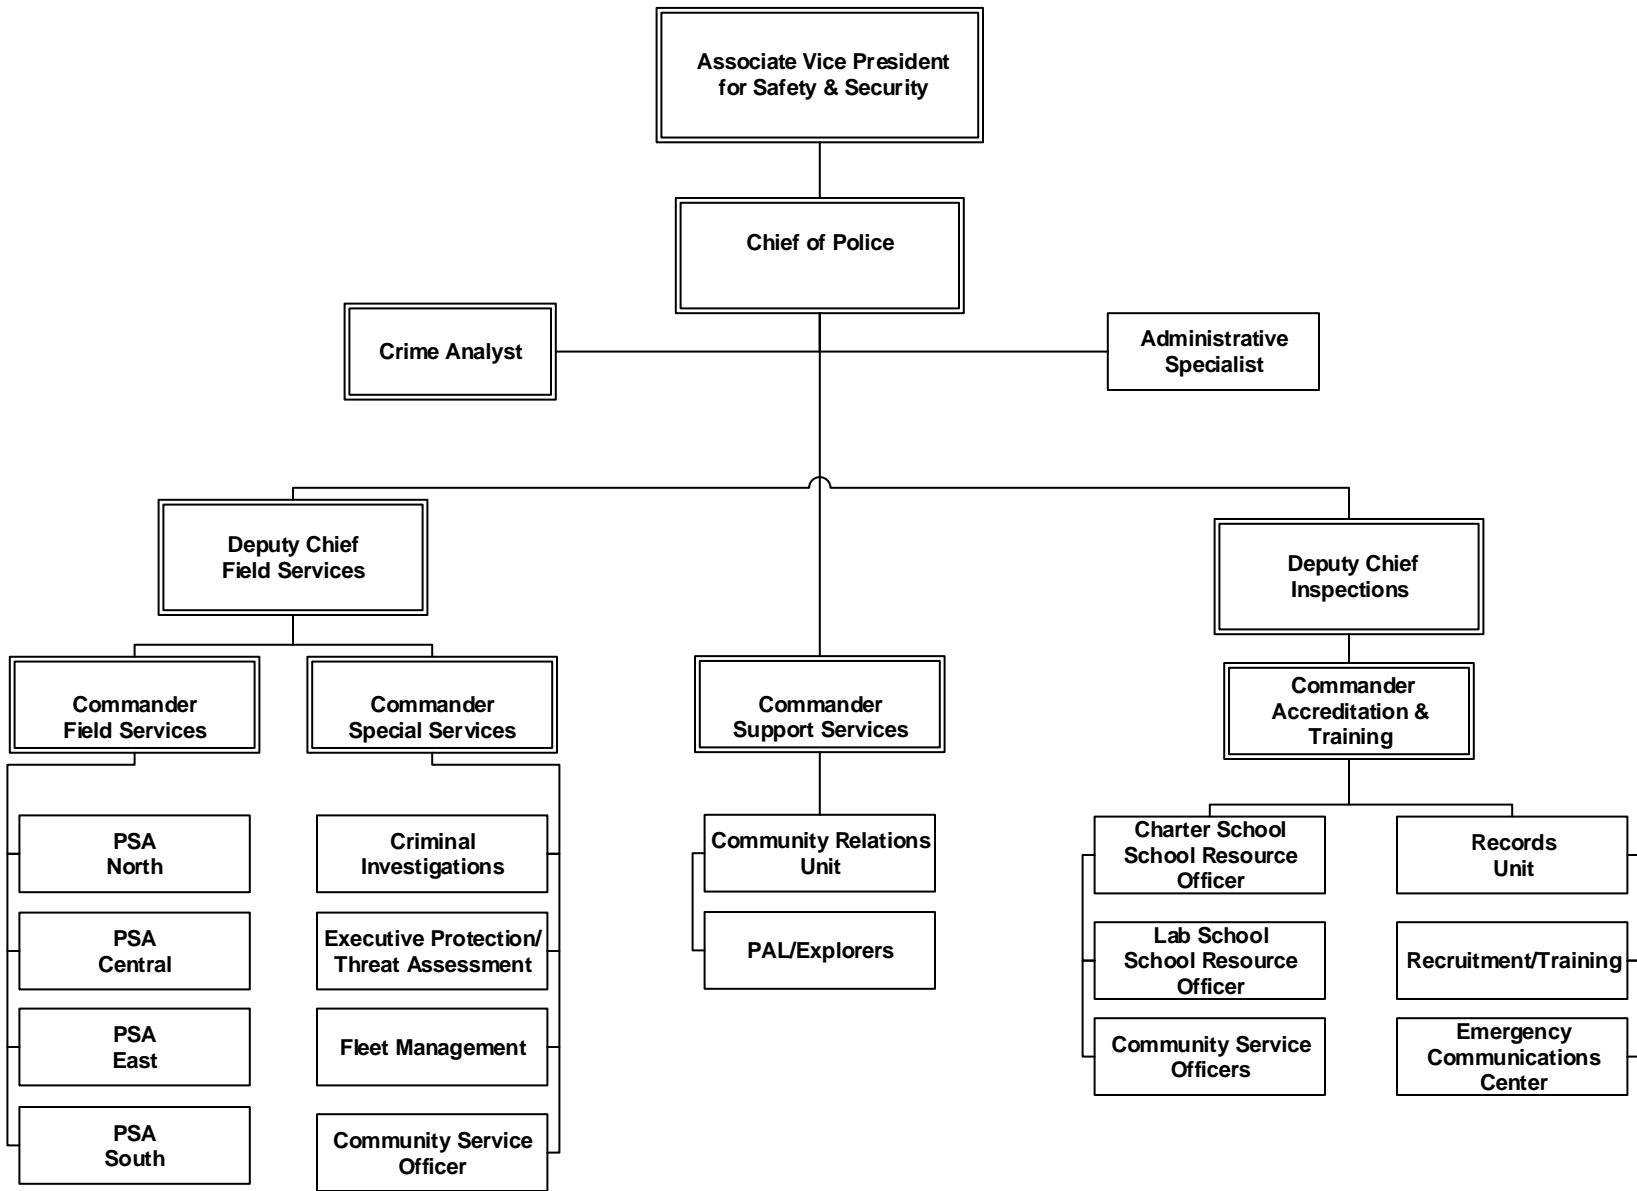 Associate Vice President
for Safety & Security
Chief of Police
Crime Analyst
Administrative
Specialist
Deputy Chief
Field Services
Deputy Chief
Inspections
Commander
Field Services
Commander
Special Services
Commander
Support Services
Commander
Accreditation &
Training
PSA
North
Criminal
Investigations
Community Relations
Unit
Charter School
School Resource
Officer
Records
Unit
PSA
Central
Executive Protection/
Threat Assessment
PAL/Explorers
Lab School
School Resource
Officer
Recruitment/Training
PSA
East
Fleet Management
Community Service
Officers
Emergency
Communications
Center
PSA
South
Community Service
Officer